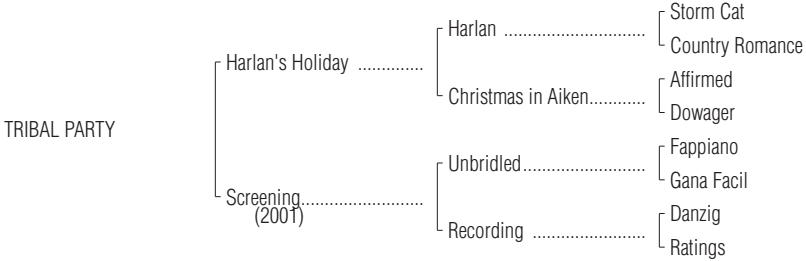 Storm Cat
Harlan ..............................
Country Romance
Harlan's Holiday ..............
Affirmed
Christmas in Aiken............
Dowager
TRIBAL PARTY
Fappiano
Unbridled..........................
Gana Facil
Screening..........................
(2001)
Danzig
Recording ........................
Ratings